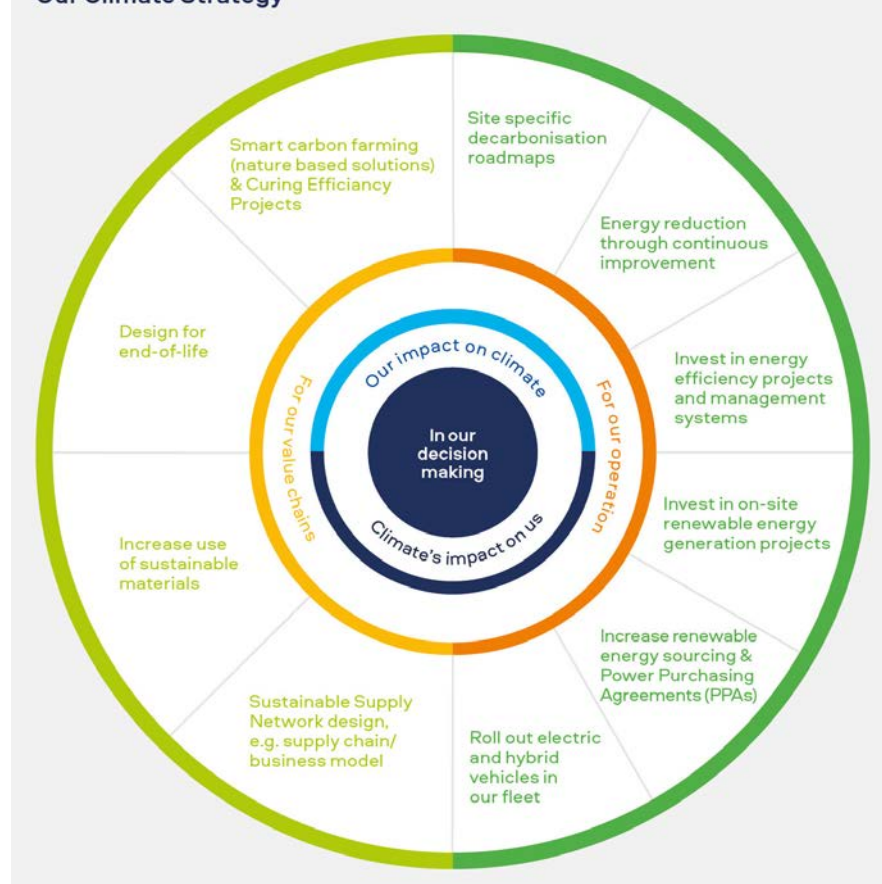 Our Climate Strategy
Site specific
decarbonisation
roadmaps
Energy reduction
through continuous
improvement
Invest in energy
efficiency projects
and management
systems
Invest in on-site
renewable energy
generation projects
Increase renewable
energy sourcing &
Power Purchasing
Agreements (PPAs)
Roll out electric
and hybrid
vehicles in
our fleet
Sustainable Supply
Network design,
e.g. supply chain/
business model
Increase use
of sustainable
materials
Design for
end-of-life
Smart carbon farming
(nature based solutions)
& Curing Efficiancy
Projects
For our value chains
For our operation
Our impact on climate
Climate's impact on us
In our
decision
making